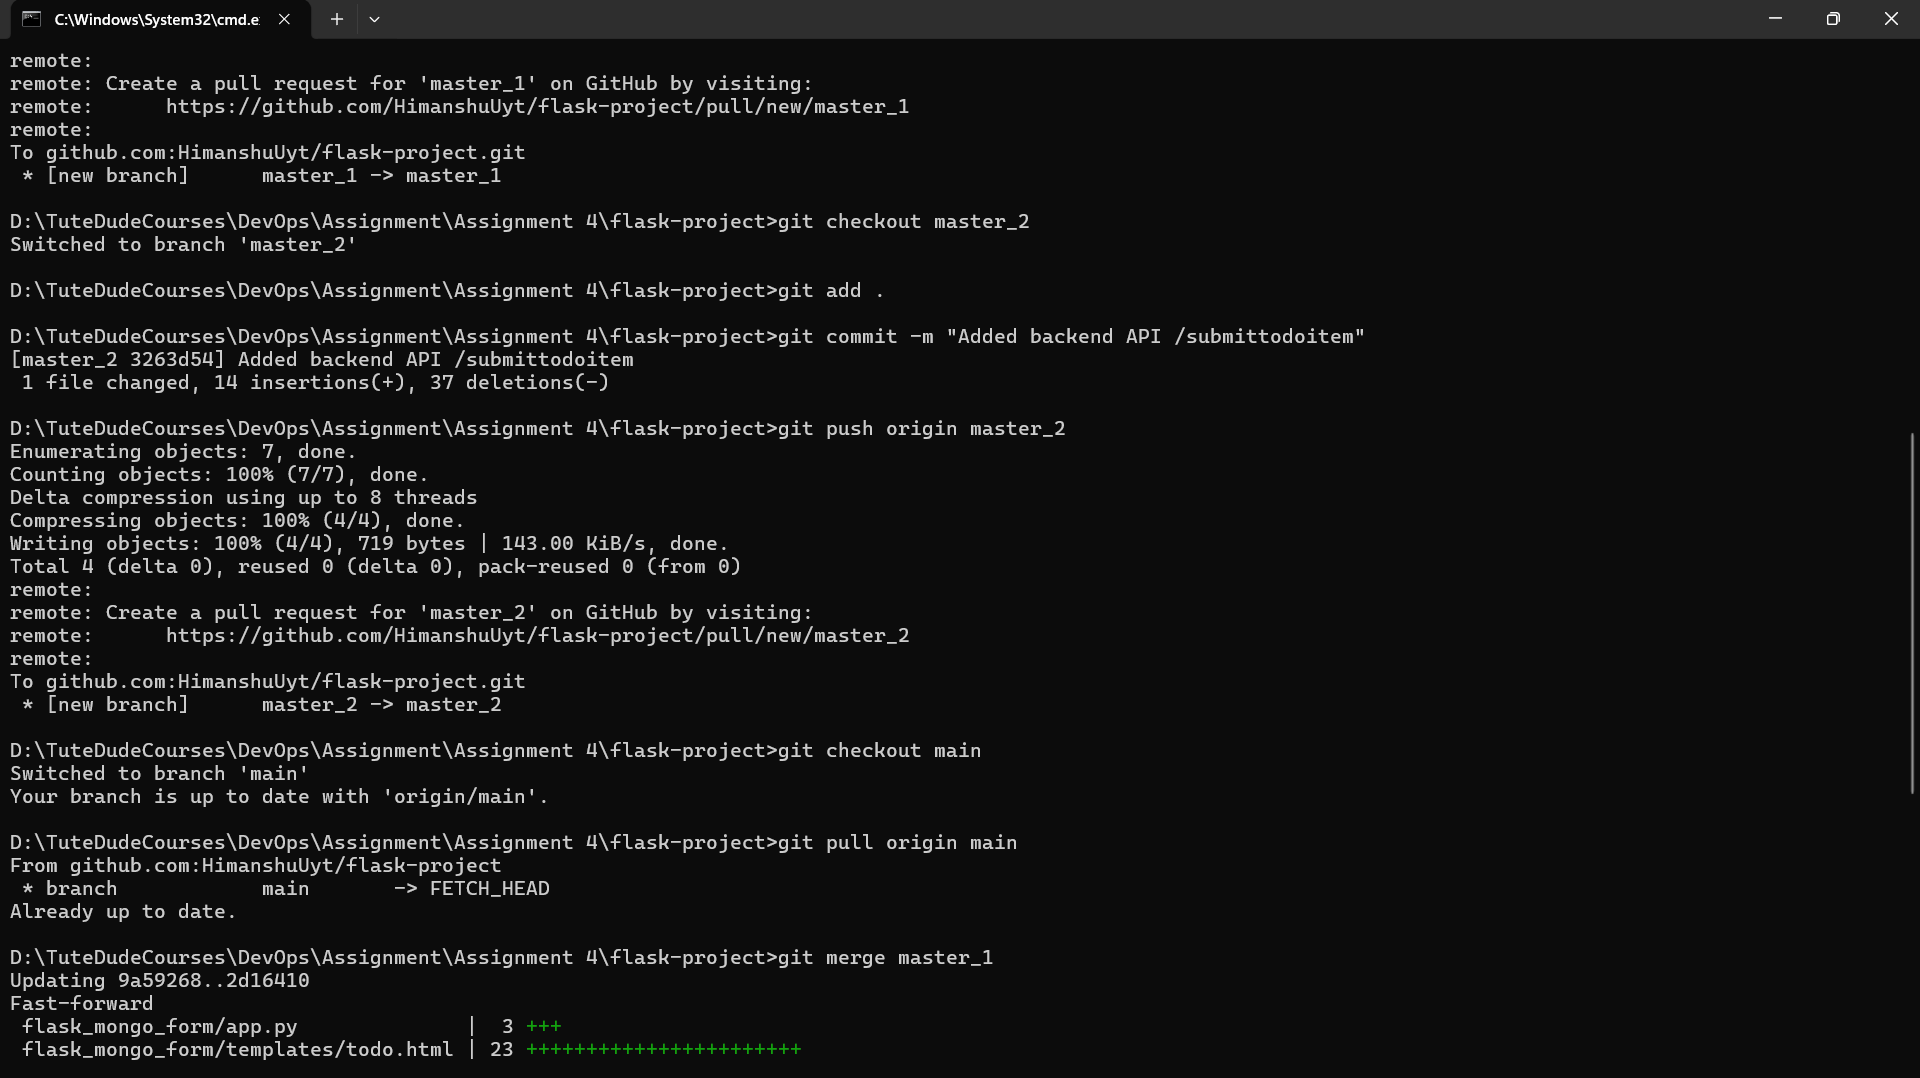 C:\Windows\System32\cmd.e
remote:
remote: Create a pull request for 'master_1' on GitHub by visiting:
remote:      https://github.com/HimanshuUyt/flask-project/pull/new/master_1
remote:
To github.com:HimanshuUyt/flask-project.git
 * [new branch]      master_1 -> master_1
D:\TuteDudeCourses\DevOps\Assignment\Assignment 4\flask-project>git checkout master_2
Switched to branch 'master_2'
D:\TuteDudeCourses\DevOps\Assignment\Assignment 4\flask-project>git add .
D:\TuteDudeCourses\DevOps\Assignment\Assignment 4\flask-project>git commit -m "Added backend API /submittodoitem"
[master_2 3263d54] Added backend API /submittodoitem
 1 file changed, 14 insertions(+), 37 deletions(-)
D:\TuteDudeCourses\DevOps\Assignment\Assignment 4\flask-project>git push origin master_2
Enumerating objects: 7, done.
Counting objects: 100% (7/7), done.
Delta compression using up to 8 threads
Compressing objects: 100% (4/4), done.
Writing objects: 100% (4/4), 719 bytes | 143.00 KiB/s, done.
Total 4 (delta 0), reused 0 (delta 0), pack-reused 0 (from 0)
remote:
remote: Create a pull request for 'master_2' on GitHub by visiting:
remote:      https://github.com/HimanshuUyt/flask-project/pull/new/master_2
remote:
To github.com:HimanshuUyt/flask-project.git
 * [new branch]      master_2 -> master_2
D:\TuteDudeCourses\DevOps\Assignment\Assignment 4\flask-project>git checkout main
Switched to branch 'main'
Your branch is up to date with 'origin/main'.
D:\TuteDudeCourses\DevOps\Assignment\Assignment 4\flask-project>git pull origin main
From github.com:HimanshuUyt/flask-project
 * branch            main       -> FETCH_HEAD
Already up to date.
D:\TuteDudeCourses\DevOps\Assignment\Assignment 4\flask-project>git merge master_1
Updating 9a59268..2d16410
Fast-forward
 flask_mongo_form/app.py              |  3 +++
 flask_mongo_form/templates/todo.html | 23 +++++++++++++++++++++++